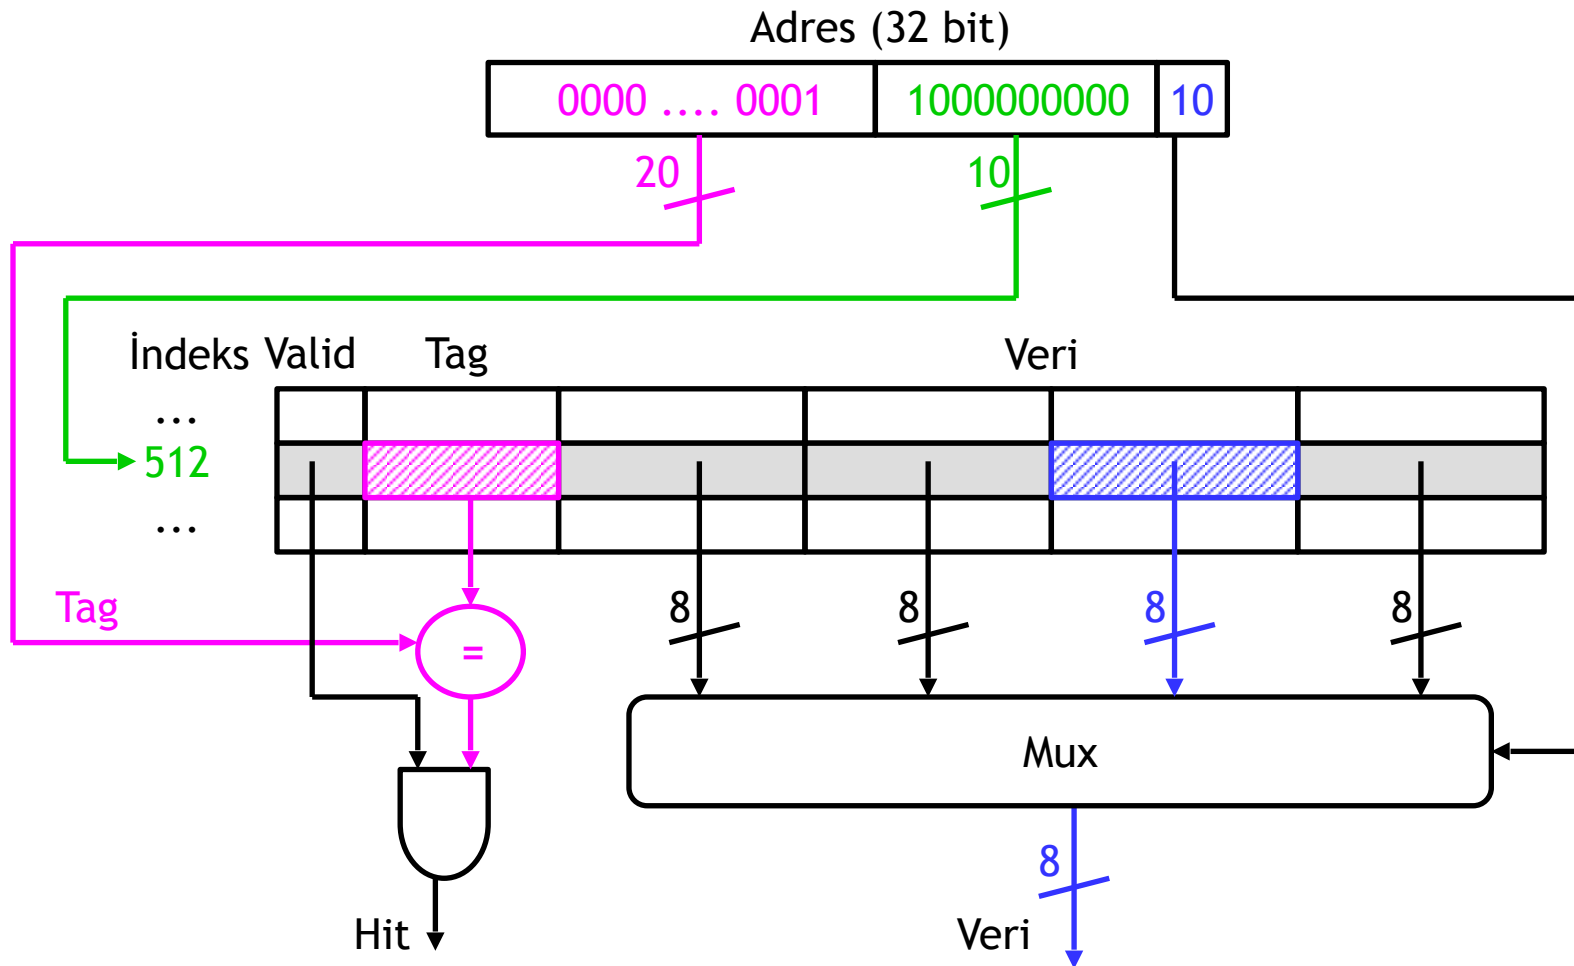 Adres (32 bit)
0000 .... 0001 1000000000 10
20 10
İndeks Valid Tag Veri
...
512
...
Tag 8 8 8 8
=
Mux
8
Hit Veri